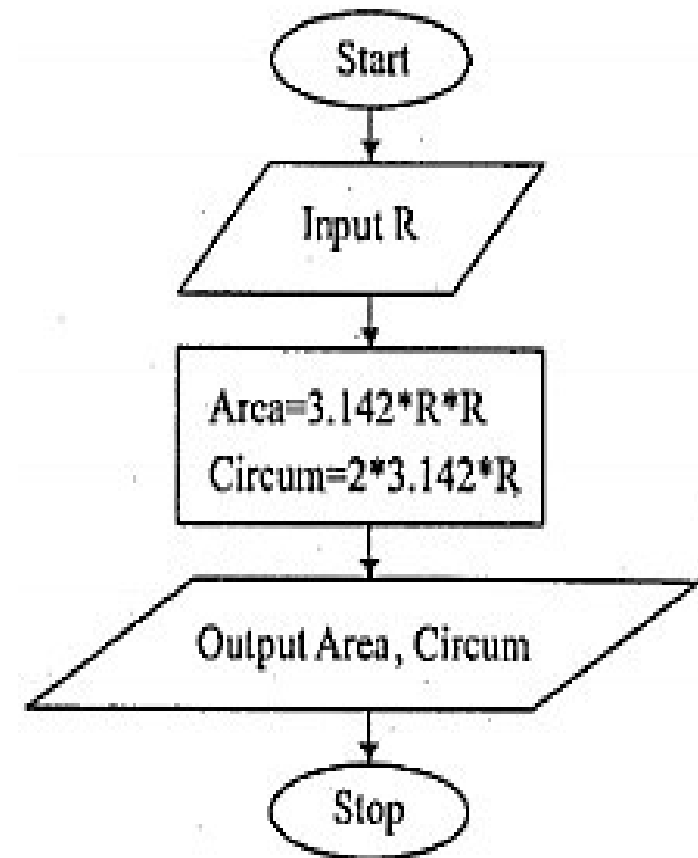 Start
Input R
Area=3.142*R*R
Circum=2*3.142*R
Output Area, Circum
Stop